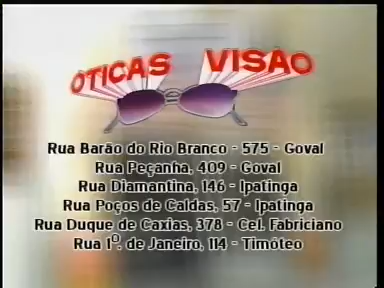 ÓTICAS VISÃO
Rua Barão do Rio Branco - 575 - Goval
Rua Peçanha, 409 - Goval
Rua Diamantina, 146 - Ipatinga
Rua Poços de Caldas, 57 - Ipatinga
Rua Duque de Caxias, 378 - Cel. Fabriciano
Rua 1º. de Janeiro, 114 - Timóteo